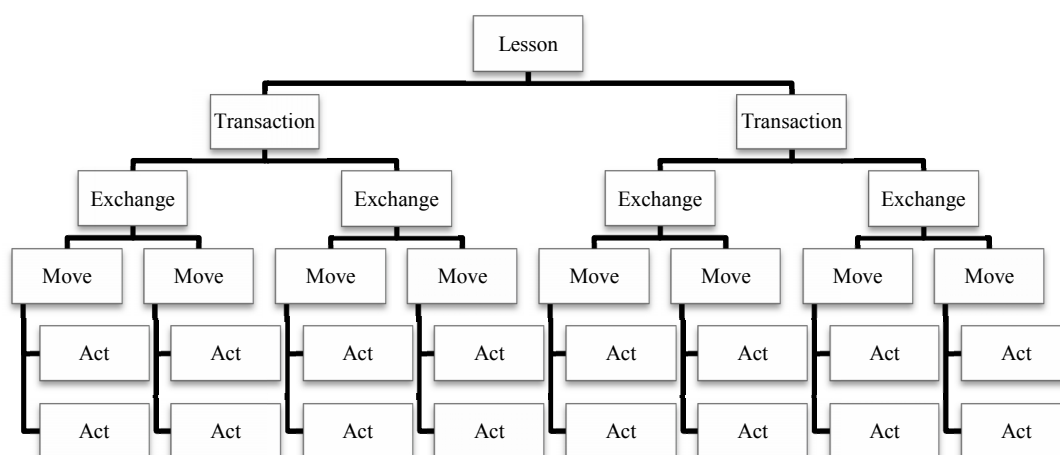 Lesson
Transaction Transaction
Exchange Exchange Exchange Exchange
Move Move Move Move Move Move Move Move
Act Act Act Act Act Act Act Act
Act Act Act Act Act Act Act Act